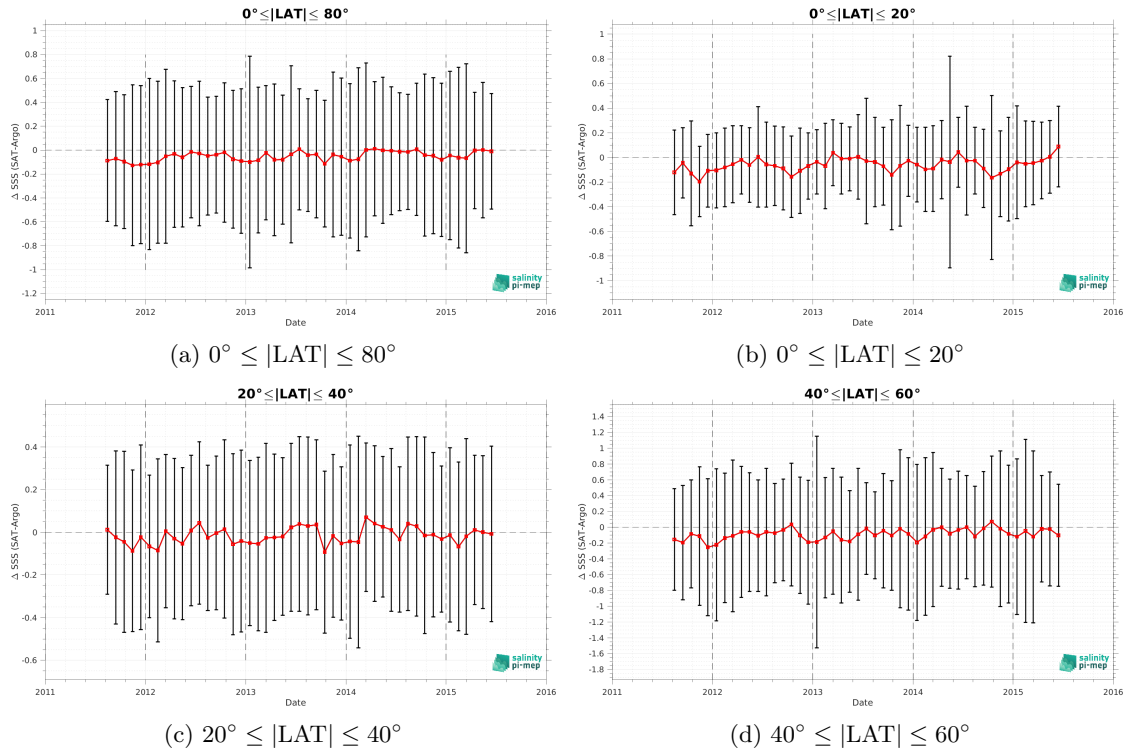 0°≤|LAT|≤ 80°
1
0.8
0.6
0.4
0.2
0
-0.2
-0.4
-0.6
-0.8
-1
-1.2
Δ SSS (SAT-Argo)
2011 2012 2013 2014 2015 2016
Date
salinity
pi-mep
(a) 0° ≤ |LAT| ≤ 80°
0°≤|LAT|≤ 20°
1
0.8
0.6
0.4
0.2
0
-0.2
-0.4
-0.6
-0.8
-1
Δ SSS (SAT-Argo)
2011 2012 2013 2014 2015 2016
Date
salinity
pi-mep
(b) 0° ≤ |LAT| ≤ 20°
20°≤|LAT|≤ 40°
0.4
0.2
0
-0.2
-0.4
-0.6
Δ SSS (SAT-Argo)
2011 2012 2013 2014 2015 2016
Date
salinity
pi-mep
(c) 20° ≤ |LAT| ≤ 40°
40°≤|LAT|≤ 60°
1.4
1.2
1
0.8
0.6
0.4
0.2
0
-0.2
-0.4
-0.6
-0.8
-1
-1.2
-1.4
-1.6
-1.8
Δ SSS (SAT-Argo)
2011 2012 2013 2014 2015 2016
Date
salinity
pi-mep
(d) 40° ≤ |LAT| ≤ 60°